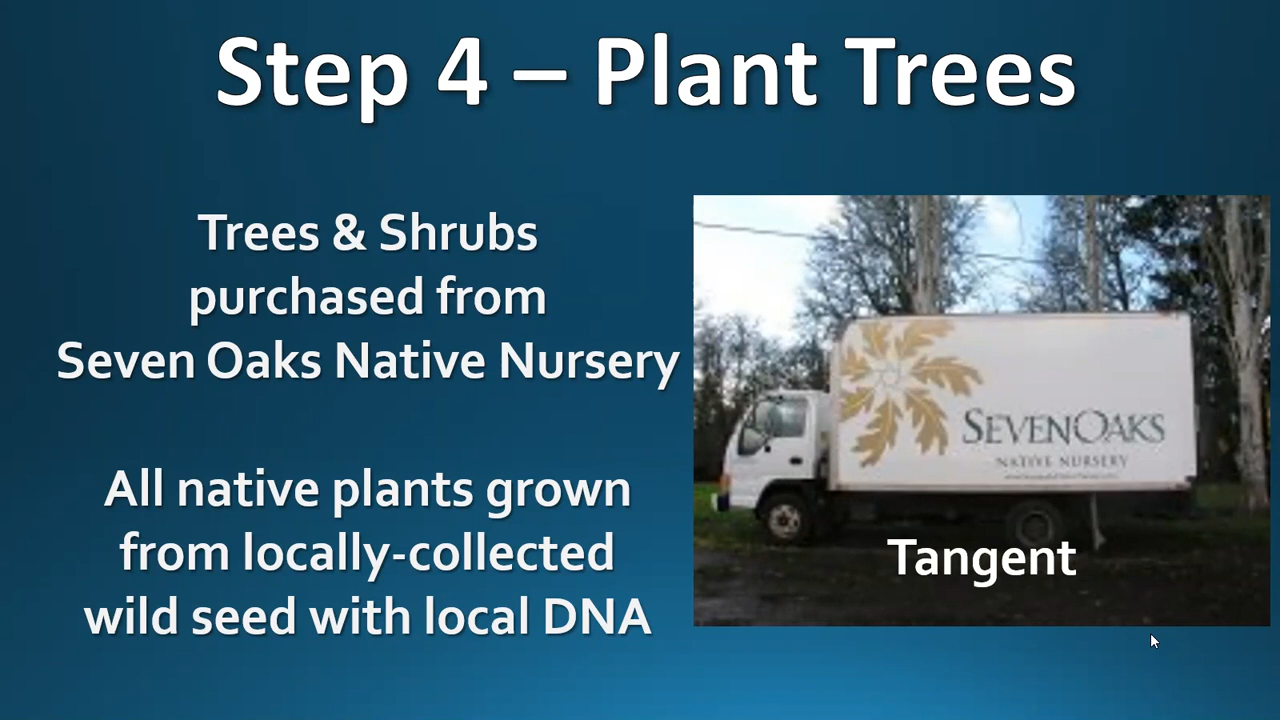 Step 4 – Plant Trees
Trees & Shrubs
purchased from
Seven Oaks Native Nursery
All native plants grown
from locally-collected
wild seed with local DNA
SEVENOAKS
NATIVE NURSERY
Tangent